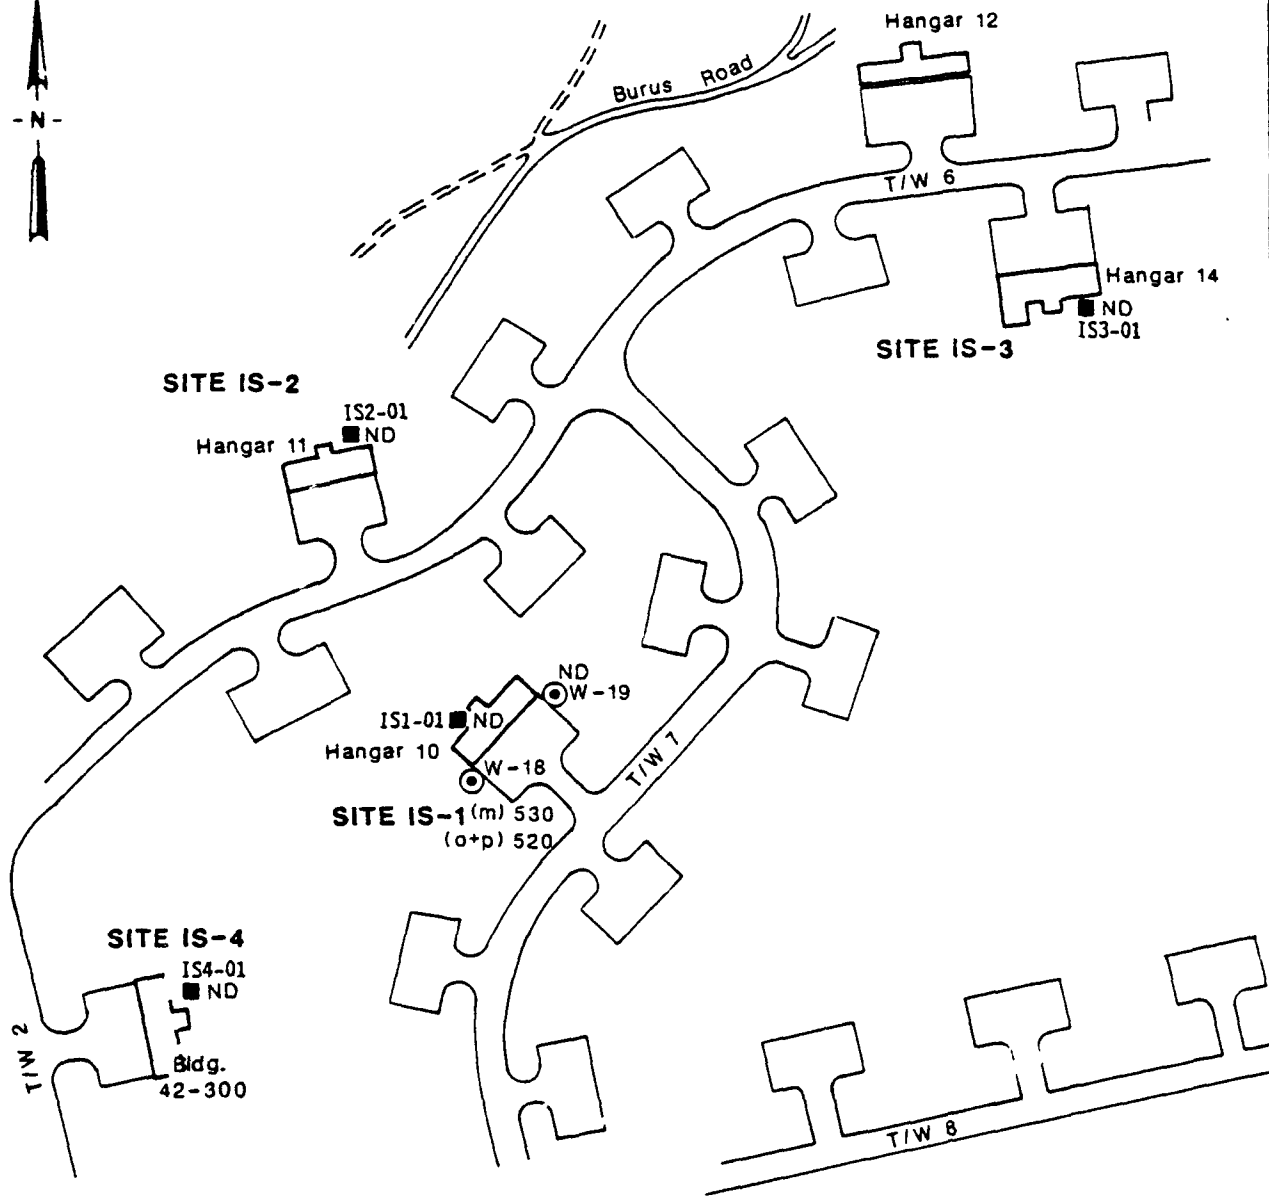 Hangar 12
Burus Road
- N -
T/W 6
Hangar 14
ND
IS3-01
SITE IS-3
SITE IS-2
IS2-01
ND
Hangar 11
ND
W-19
IS1-01 ND
Hangar 10
W-18
T/W 7
SITE IS-1 (m) 530
(o+p) 520
SITE IS-4
IS4-01
ND
T/W 2
Bldg.
42-300
T/W 8